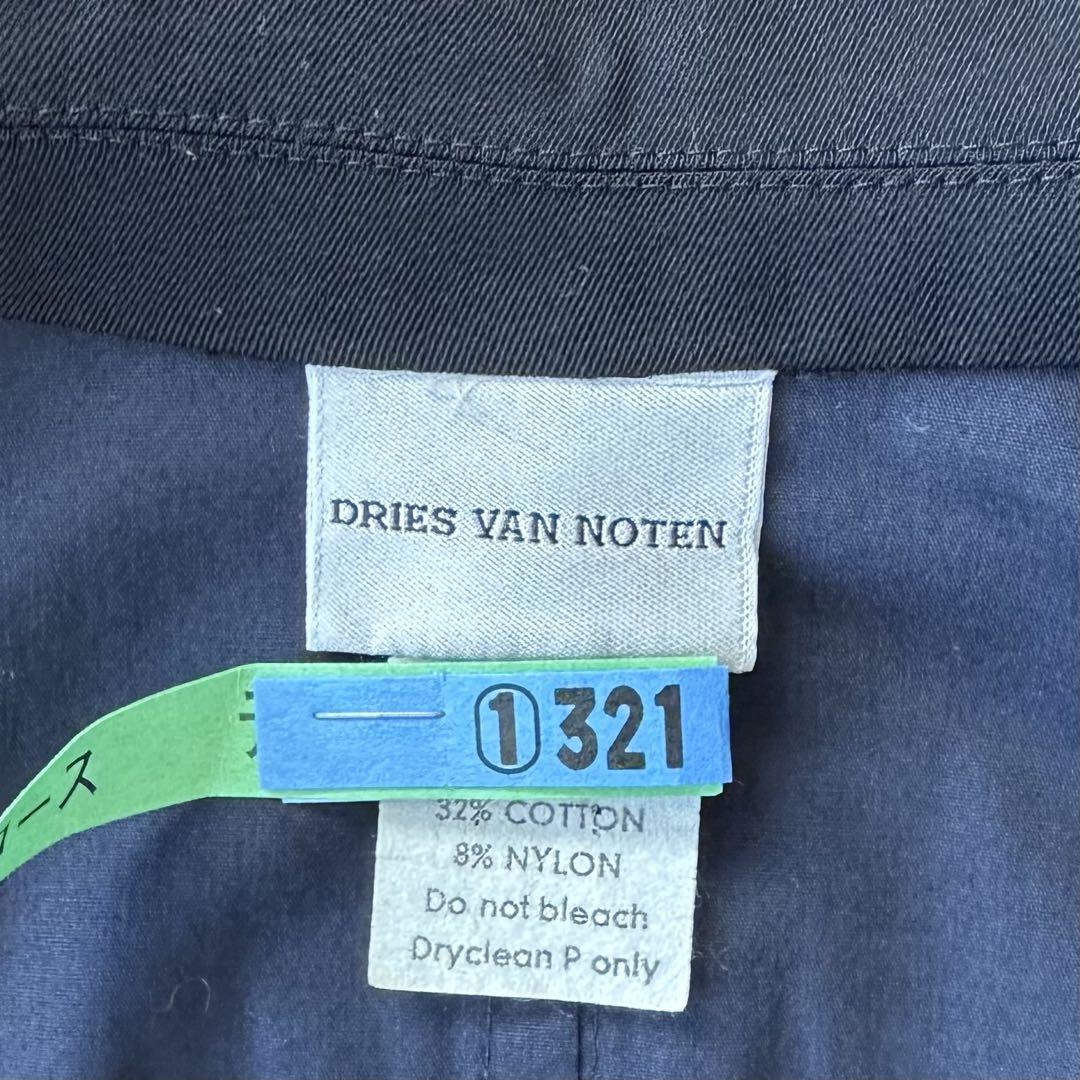 DRIES VAN NOTEN
①321
ース
32% COTTON
8% NYLON
Do not bleach
Dryclean P only